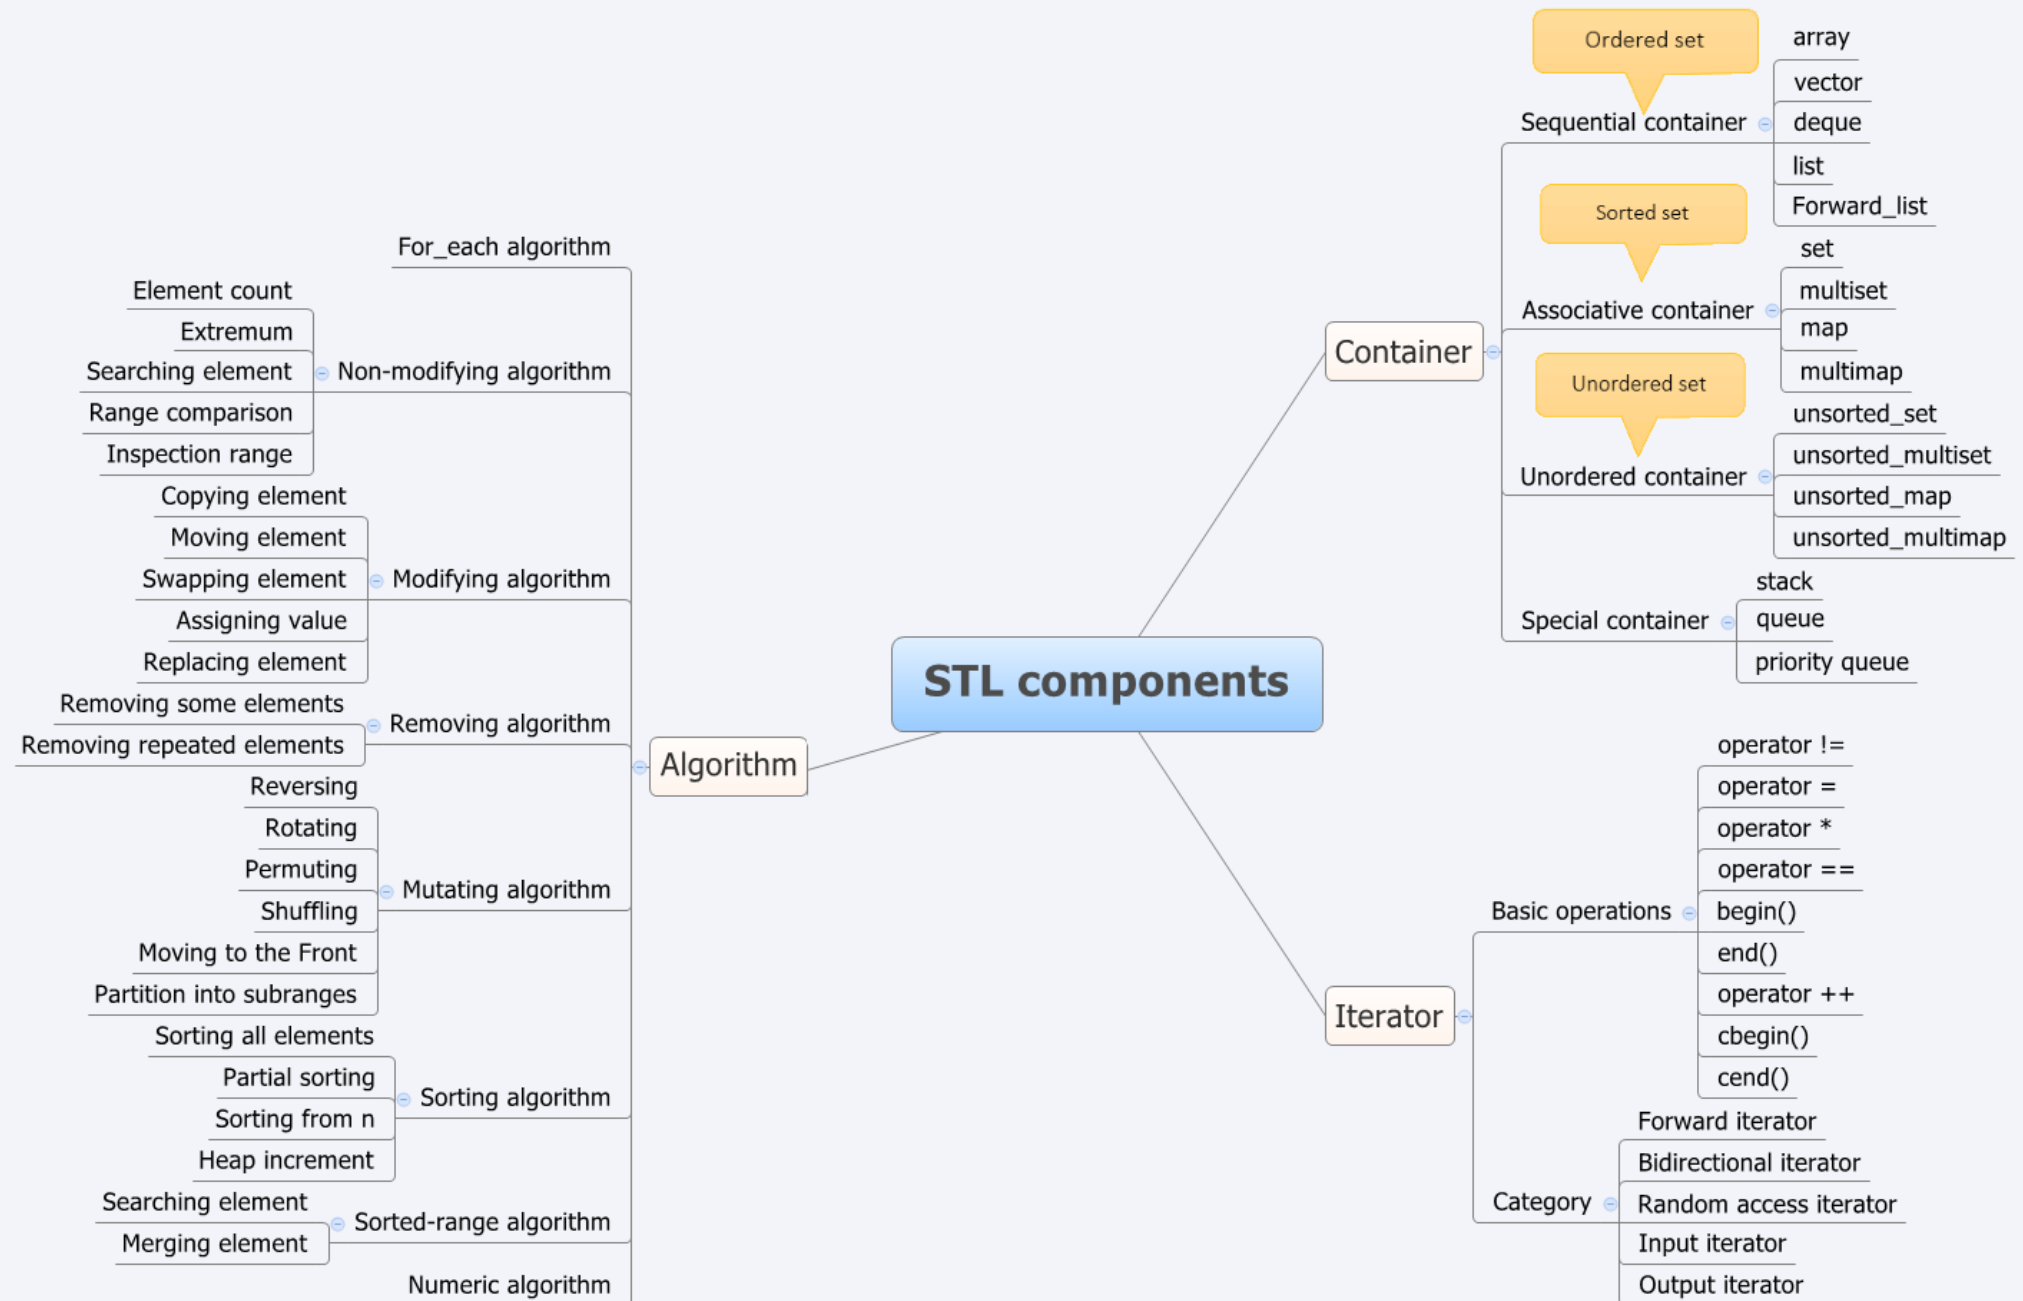 STL components
Algorithm
For_each algorithm
Non-modifying algorithm
Element count
Extremum
Searching element
Range comparison
Inspection range
Modifying algorithm
Copying element
Moving element
Swapping element
Assigning value
Replacing element
Removing algorithm
Removing some elements
Removing repeated elements
Mutating algorithm
Reversing
Rotating
Permuting
Shuffling
Moving to the Front
Partition into subranges
Sorting algorithm
Sorting all elements
Partial sorting
Sorting from n
Heap increment
Sorted-range algorithm
Searching element
Merging element
Numeric algorithm
Container
Ordered set
Sequential container
array
vector
deque
list
Forward_list
Sorted set
Associative container
set
multiset
map
multimap
Unordered set
Unordered container
unsorted_set
unsorted_multiset
unsorted_map
unsorted_multimap
Special container
stack
queue
priority queue
Iterator
Basic operations
operator !=
operator =
operator *
operator ==
begin()
end()
operator ++
cbegin()
cend()
Category
Forward iterator
Bidirectional iterator
Random access iterator
Input iterator
Output iterator